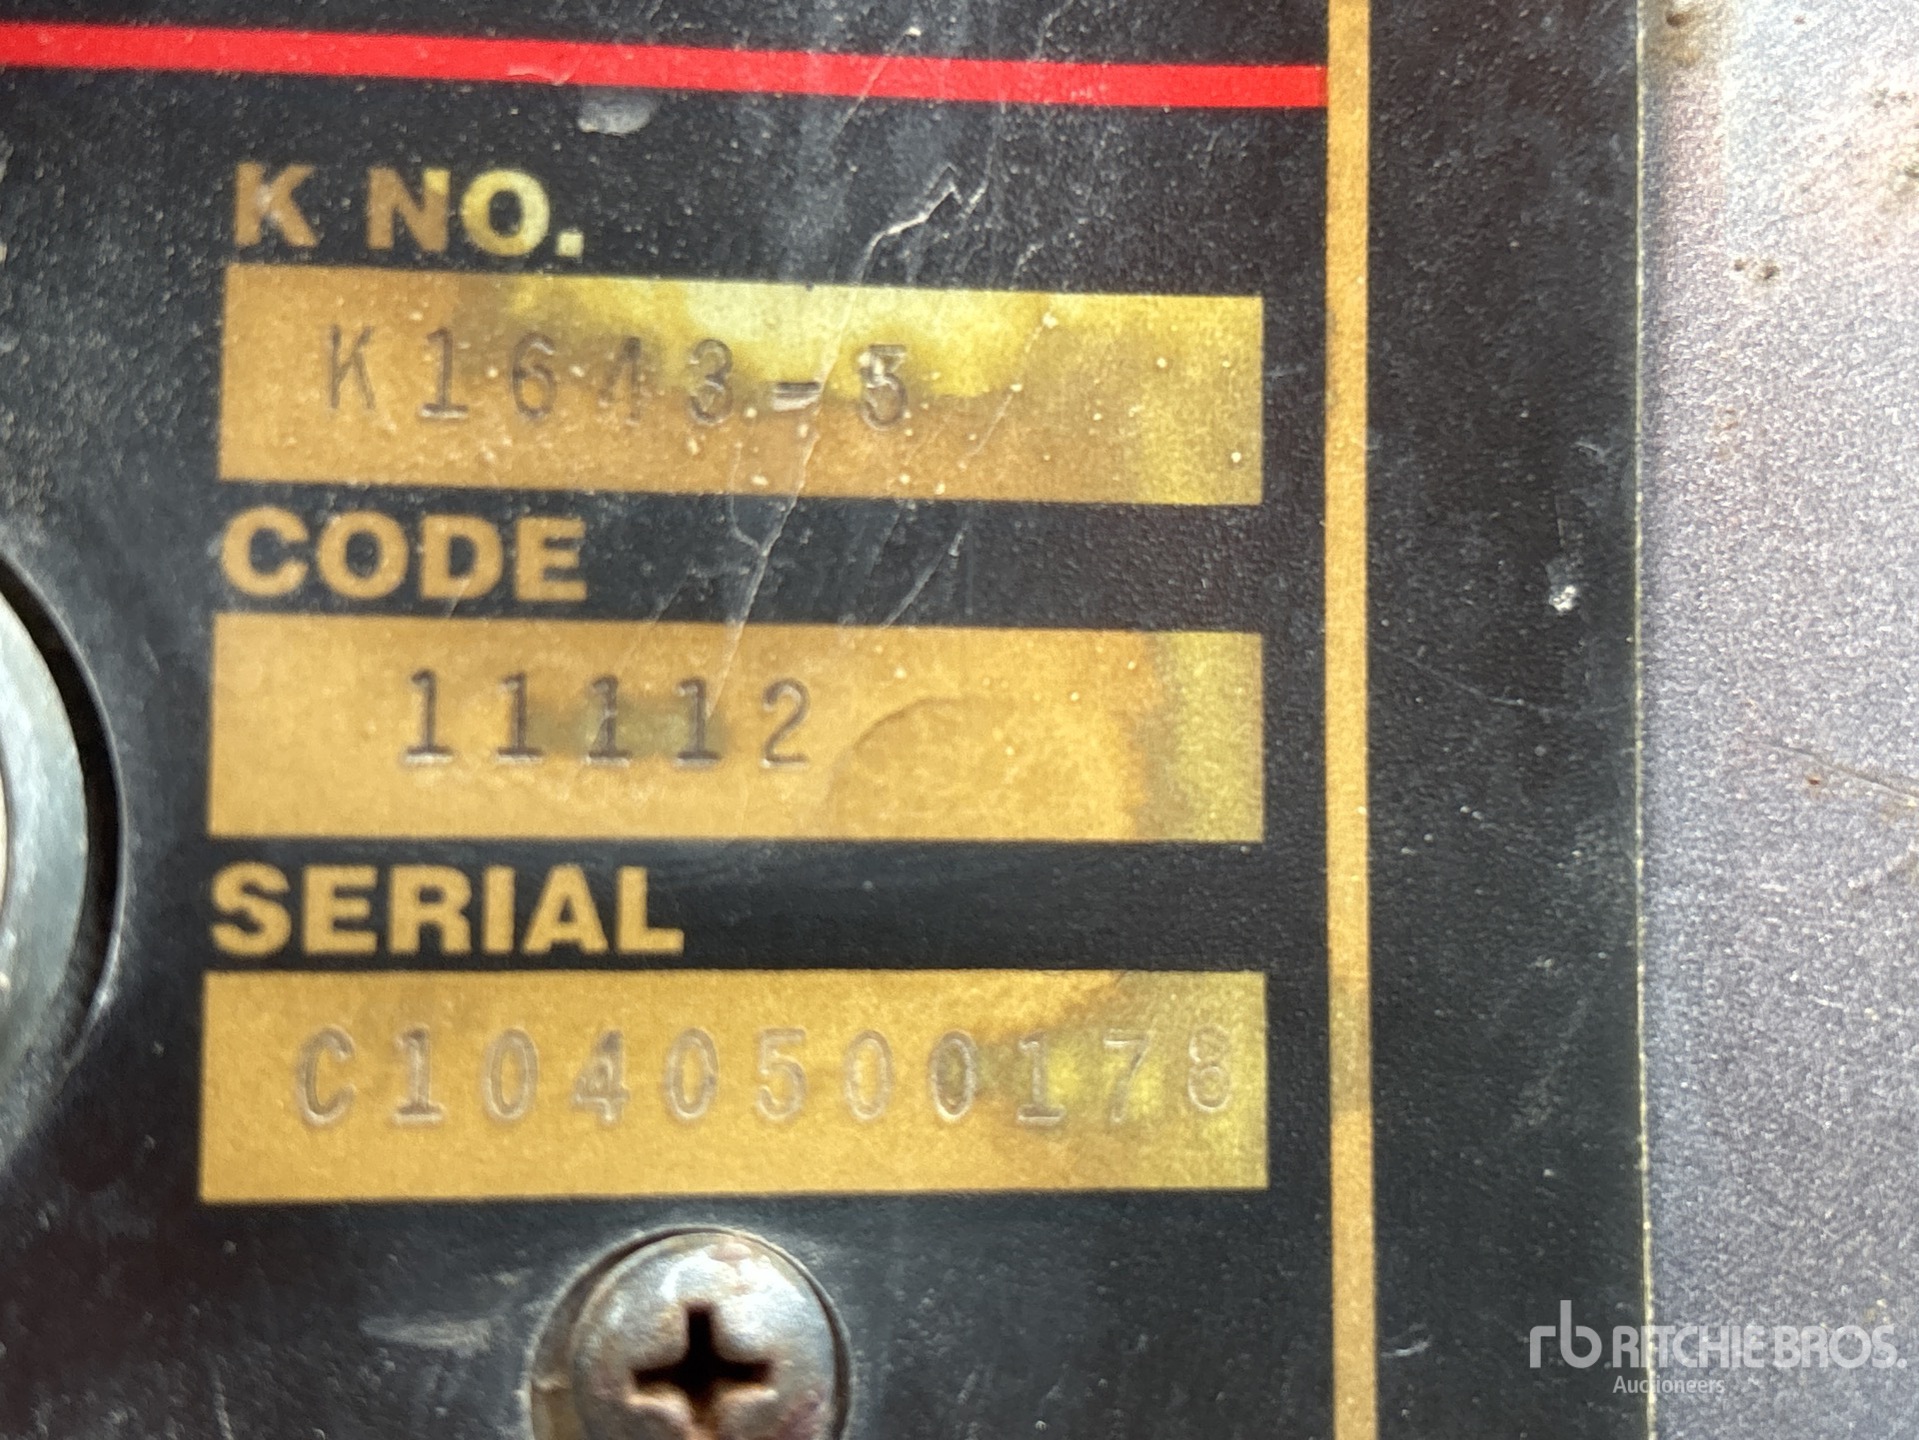 K NO.
K1643-5
CODE
11112
SERIAL
C1040500178
rb RITCHIE BROS.
Auctioneers